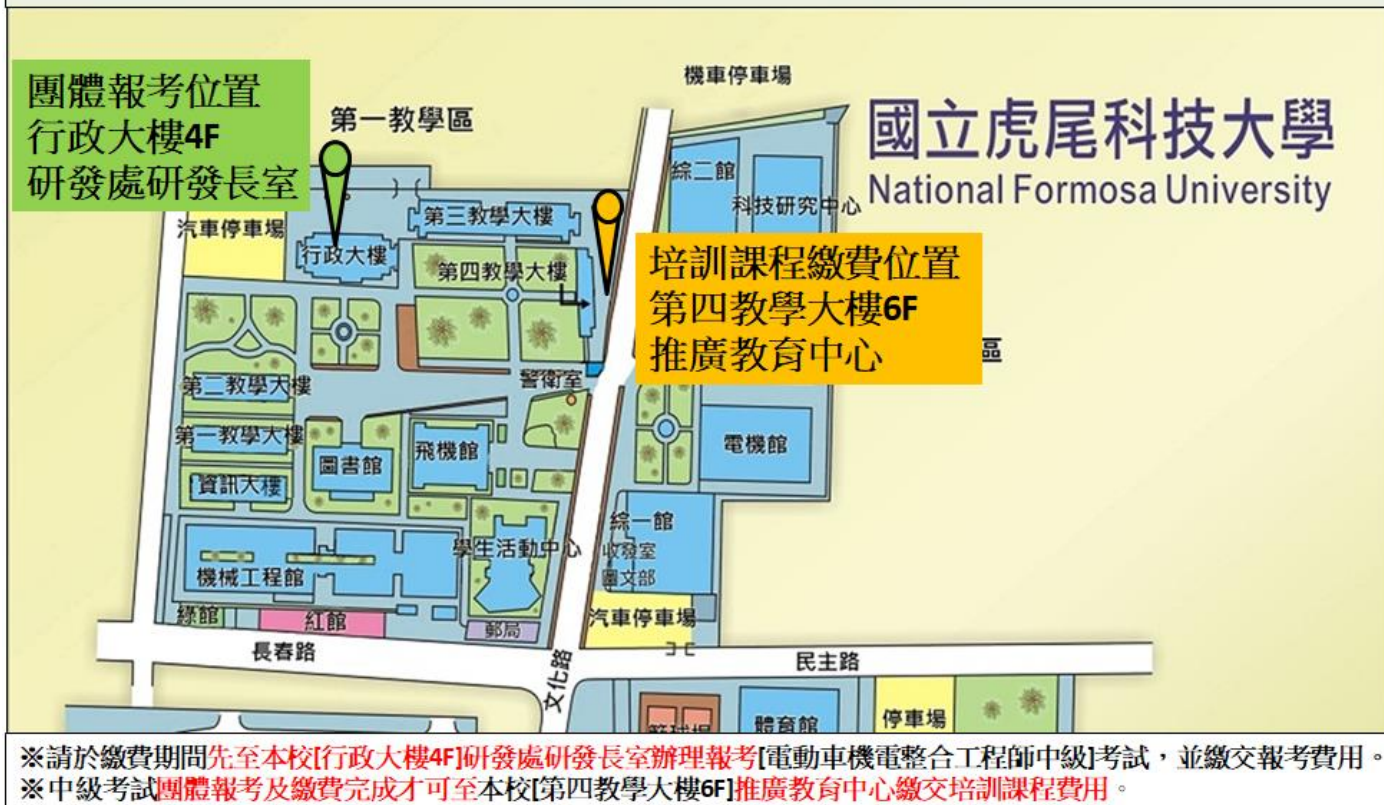 團體報考位置
行政大樓4F
研發處研發長室
第一教學區
機車停車場
國立虎尾科技大學
National Formosa University
綜二館
科技研究中心
汽車停車場
行政大樓
第三教學大樓
第四教學大樓
培訓課程繳費位置
第四教學大樓6F
推廣教育中心
區
警衛室
第二教學大樓
第一教學大樓
圖書館
飛機館
電機館
資訊大樓
綜一館
收發室
圖文部
學生活動中心
機械工程館
綠館
紅館
郵局
汽車停車場
長春路
文化路
民主路
籃球場
體育館
停車場
※請於繳費期間先至本校[行政大樓4F]研發處研發長室辦理報考[電動車機電整合工程師中級]考試，並繳交報考費用。
※中級考試團體報考及繳費完成才可至本校[第四教學大樓6F]推廣教育中心繳交培訓課程費用。